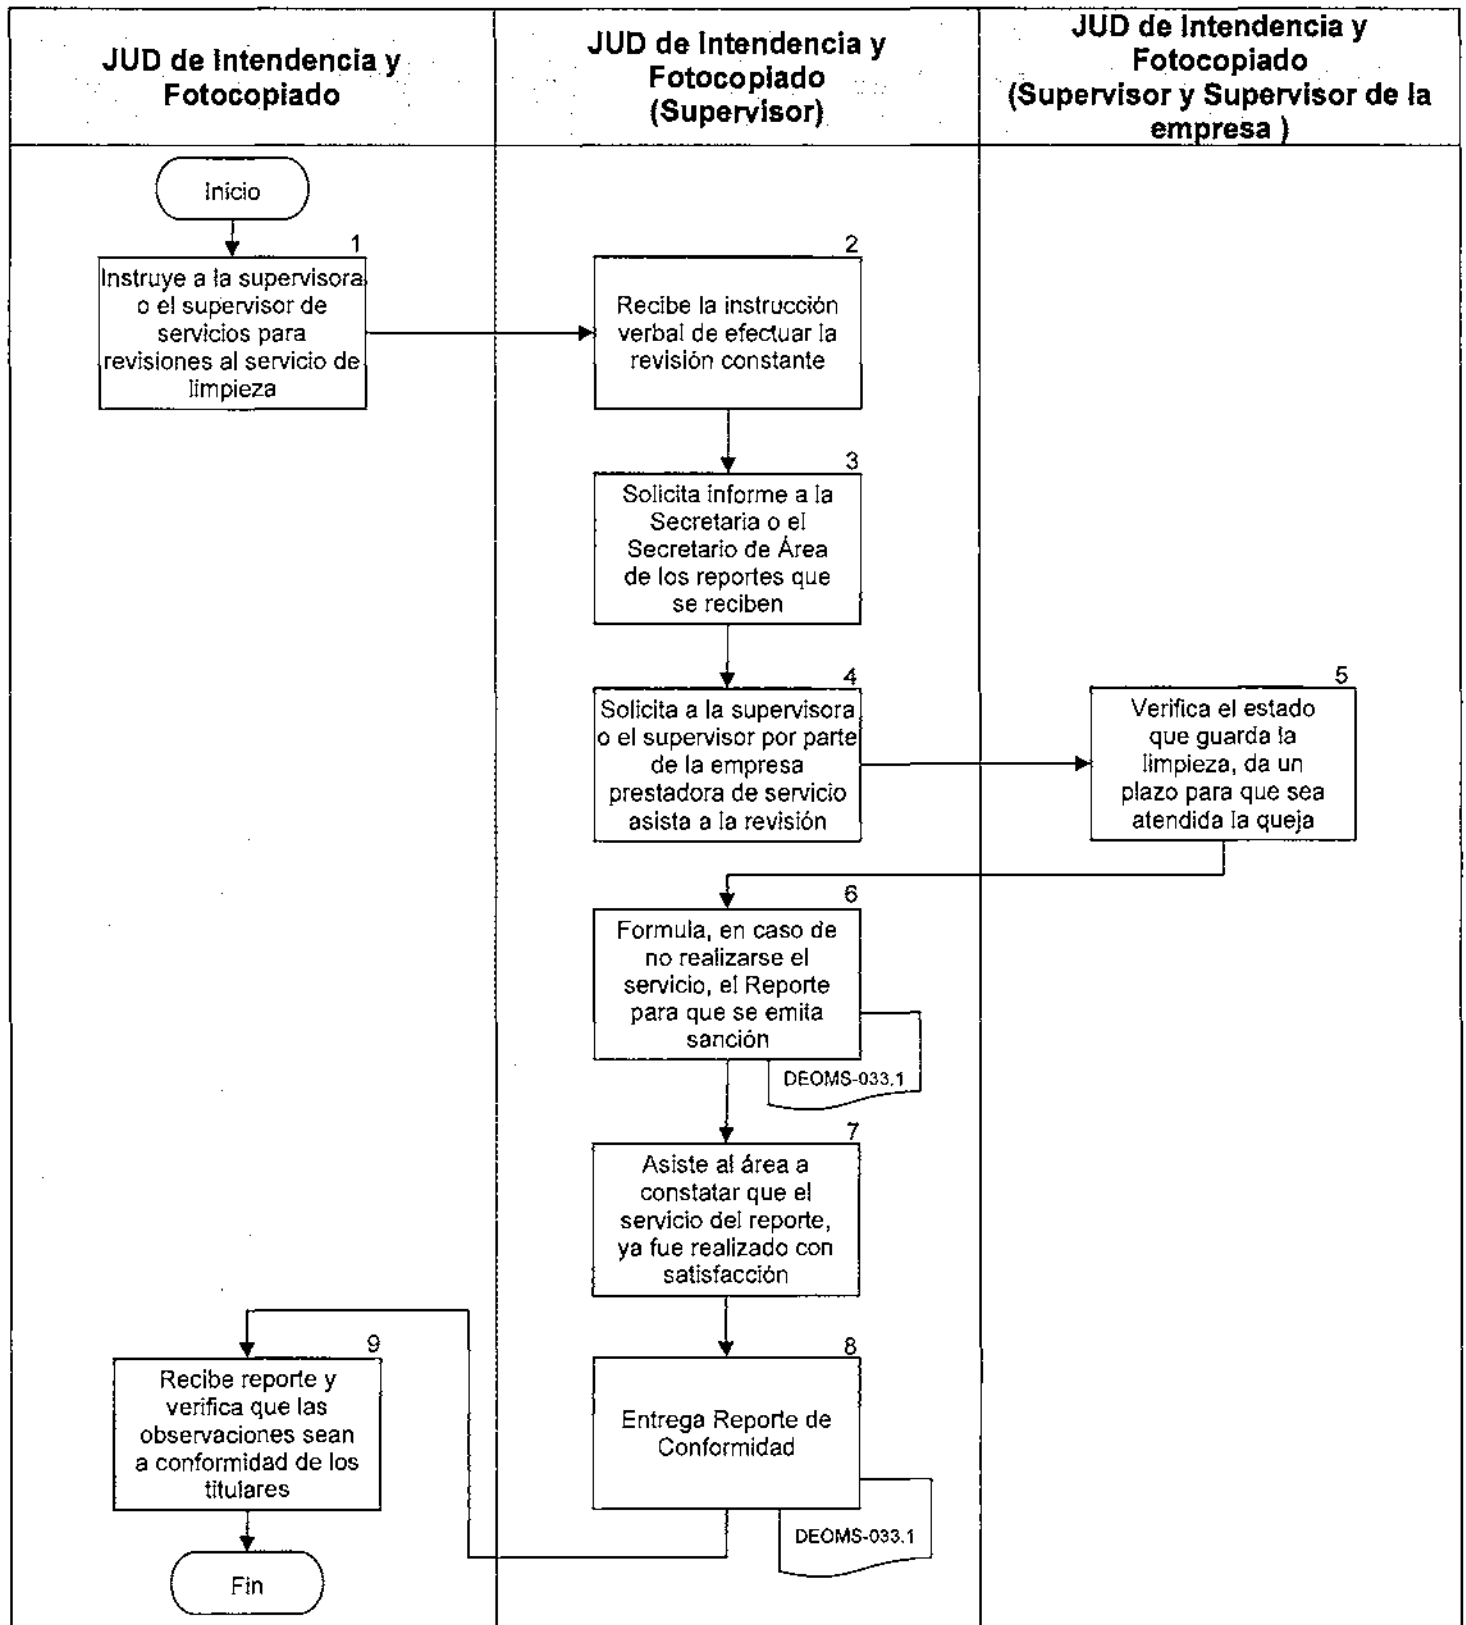 JUD de Intendencia y
Fotocopiado
JUD de Intendencia y
Fotocopiado
(Supervisor)
JUD de Intendencia y
Fotocopiado
(Supervisor y Supervisor de la
empresa )
Inicio
1
Instruye a la supervisora
o el supervisor de
servicios para
revisiones al servicio de
limpieza
2
Recibe la instrucción
verbal de efectuar la
revisión constante
3
Solicita informe a la
Secretaria o el
Secretario de Área
de los reportes que
se reciben
4
Solicita a la supervisora
o el supervisor por parte
de la empresa
prestadora de servicio
asista a la revisión
5
Verifica el estado
que guarda la
limpieza, da un
plazo para que sea
atendida la queja
6
Formula, en caso de
no realizarse el
servicio, el Reporte
para que se emita
sanción
DEOMS-033.1
7
Asiste al área a
constatar que el
servicio del reporte,
ya fue realizado con
satisfacción
8
Entrega Reporte de
Conformidad
DEOMS-033.1
9
Recibe reporte y
verifica que las
observaciones sean
a conformidad de los
titulares
Fin